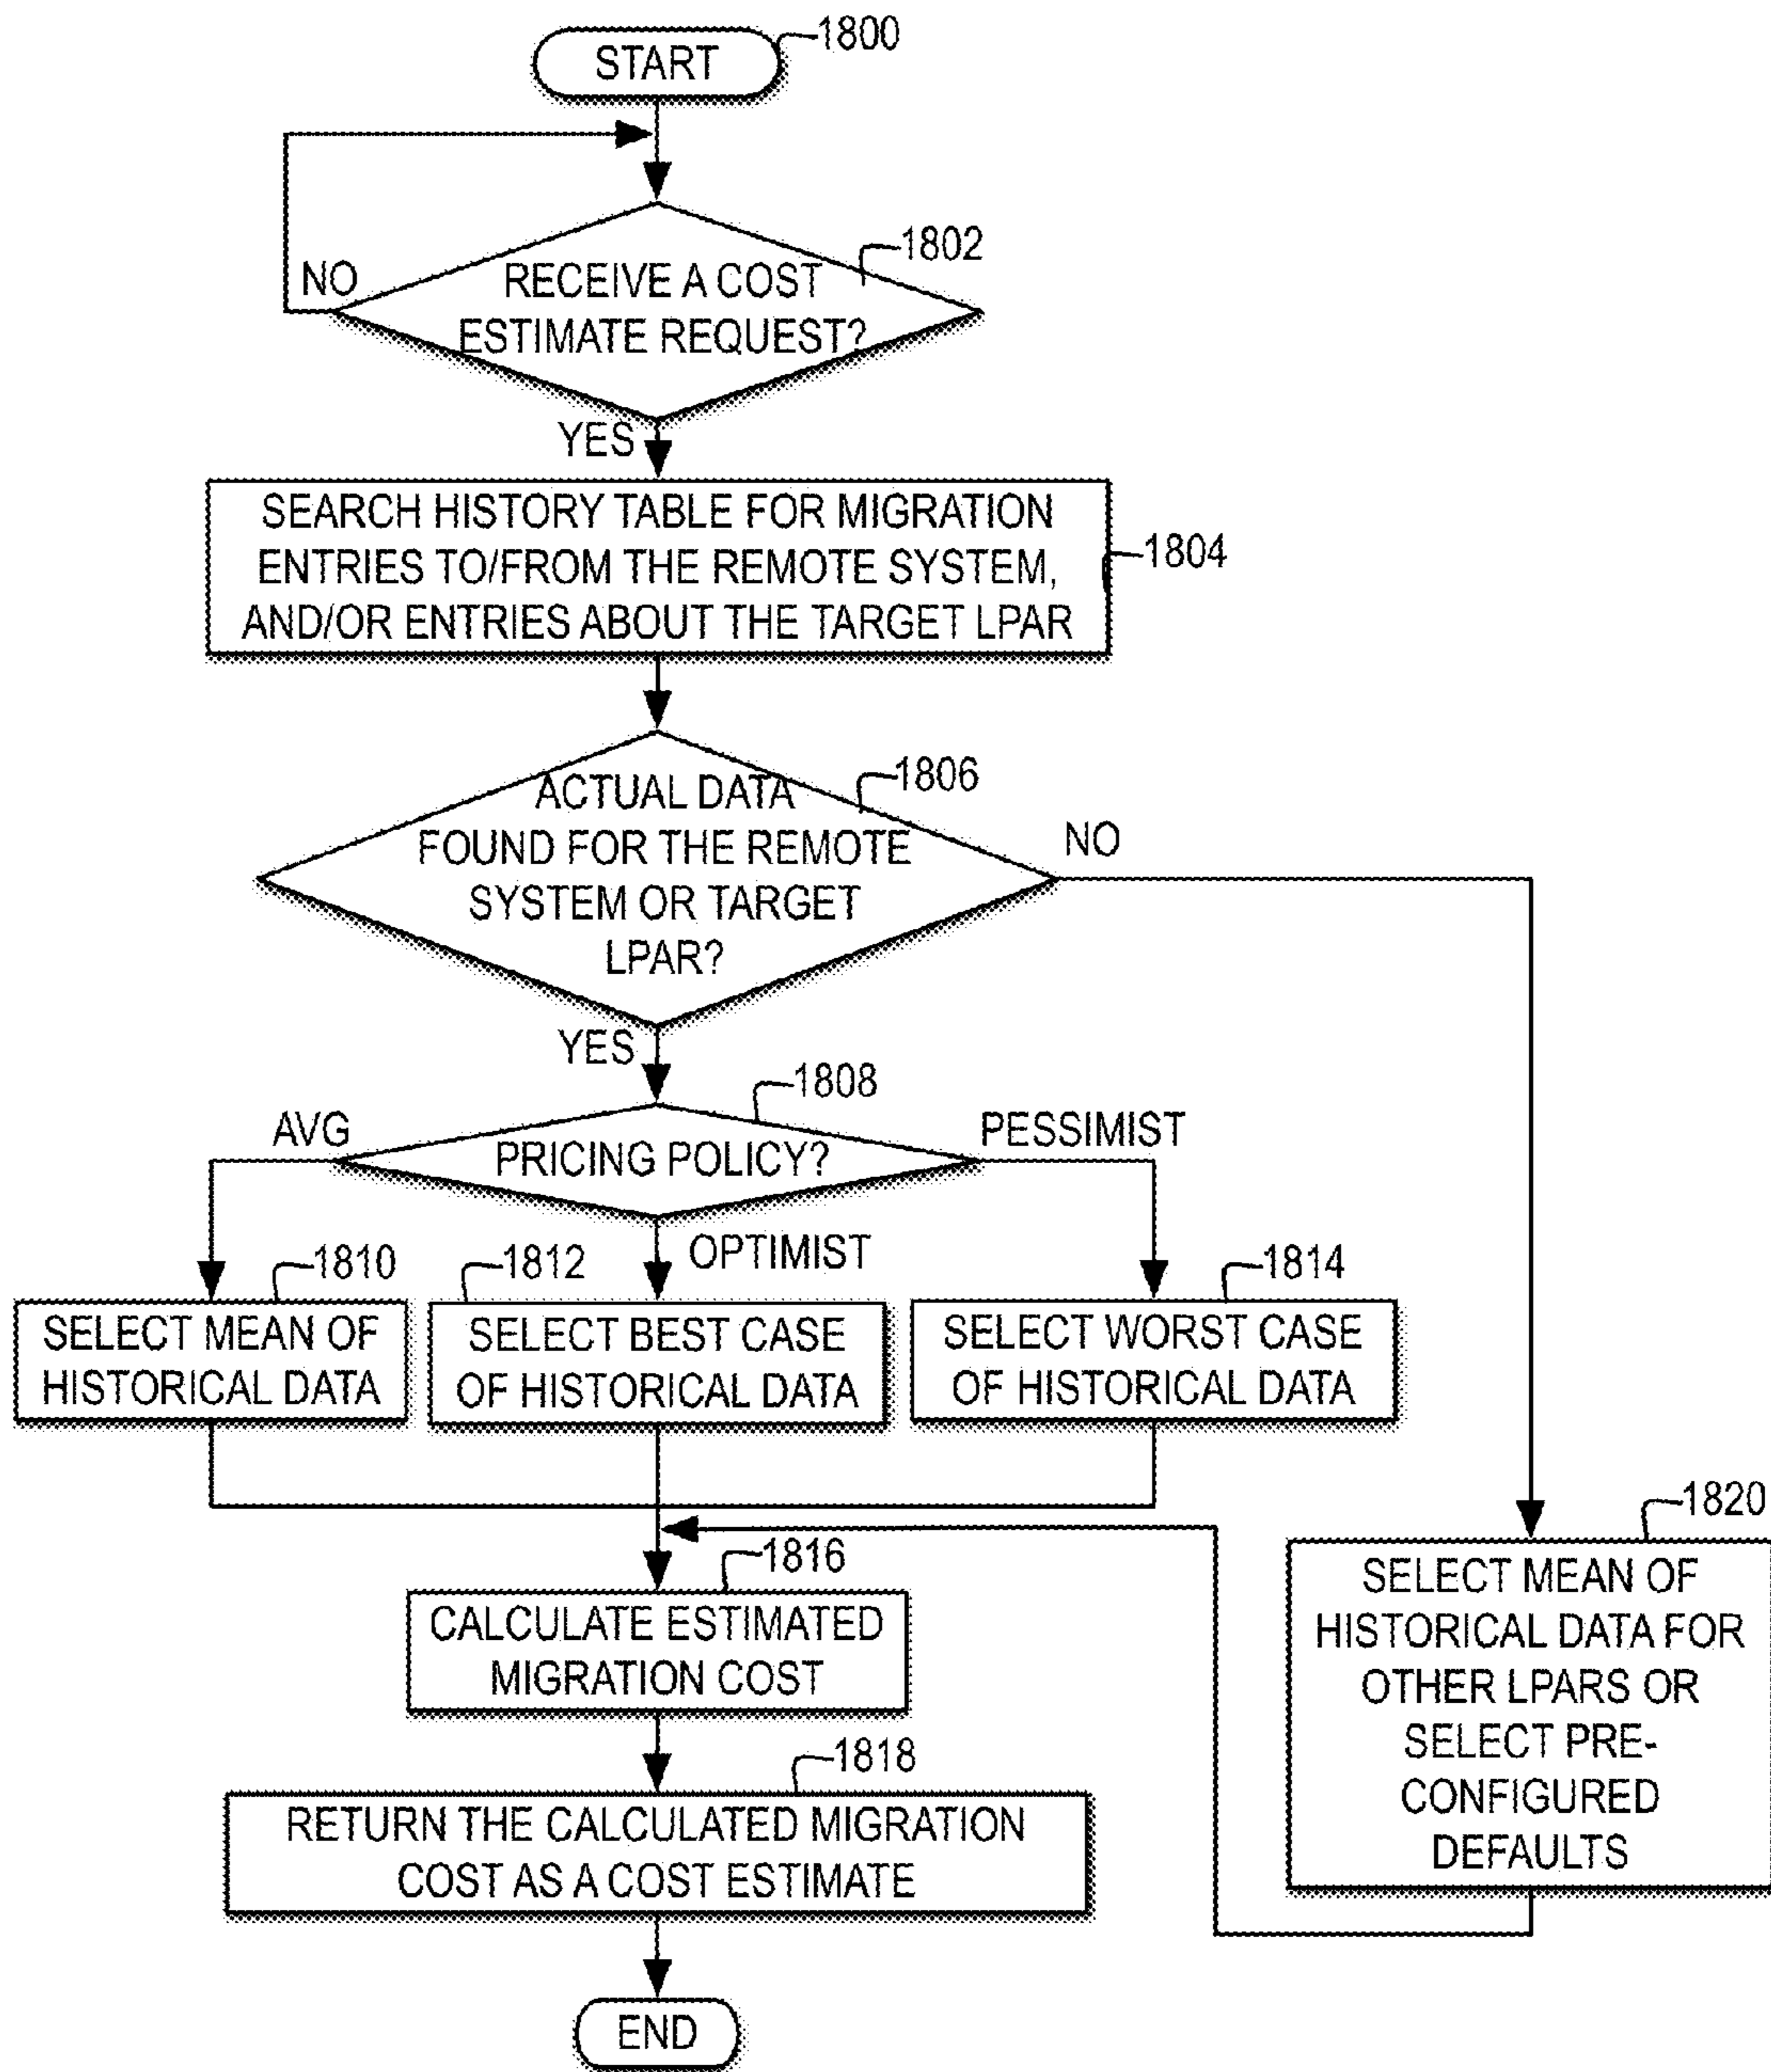 START
1800
NO
RECEIVE A COST
ESTIMATE REQUEST?
1802
YES
SEARCH HISTORY TABLE FOR MIGRATION
ENTRIES TO/FROM THE REMOTE SYSTEM,
AND/OR ENTRIES ABOUT THE TARGET LPAR
1804
ACTUAL DATA
FOUND FOR THE REMOTE
SYSTEM OR TARGET
LPAR?
1806
NO
YES
1808
AVG
PRICING POLICY?
PESSIMIST
OPTIMIST
1810
SELECT MEAN OF
HISTORICAL DATA
1812
SELECT BEST CASE
OF HISTORICAL DATA
1814
SELECT WORST CASE
OF HISTORICAL DATA
1820
SELECT MEAN OF
HISTORICAL DATA FOR
OTHER LPARS OR
SELECT PRE-
CONFIGURED
DEFAULTS
1816
CALCULATE ESTIMATED
MIGRATION COST
1818
RETURN THE CALCULATED MIGRATION
COST AS A COST ESTIMATE
END